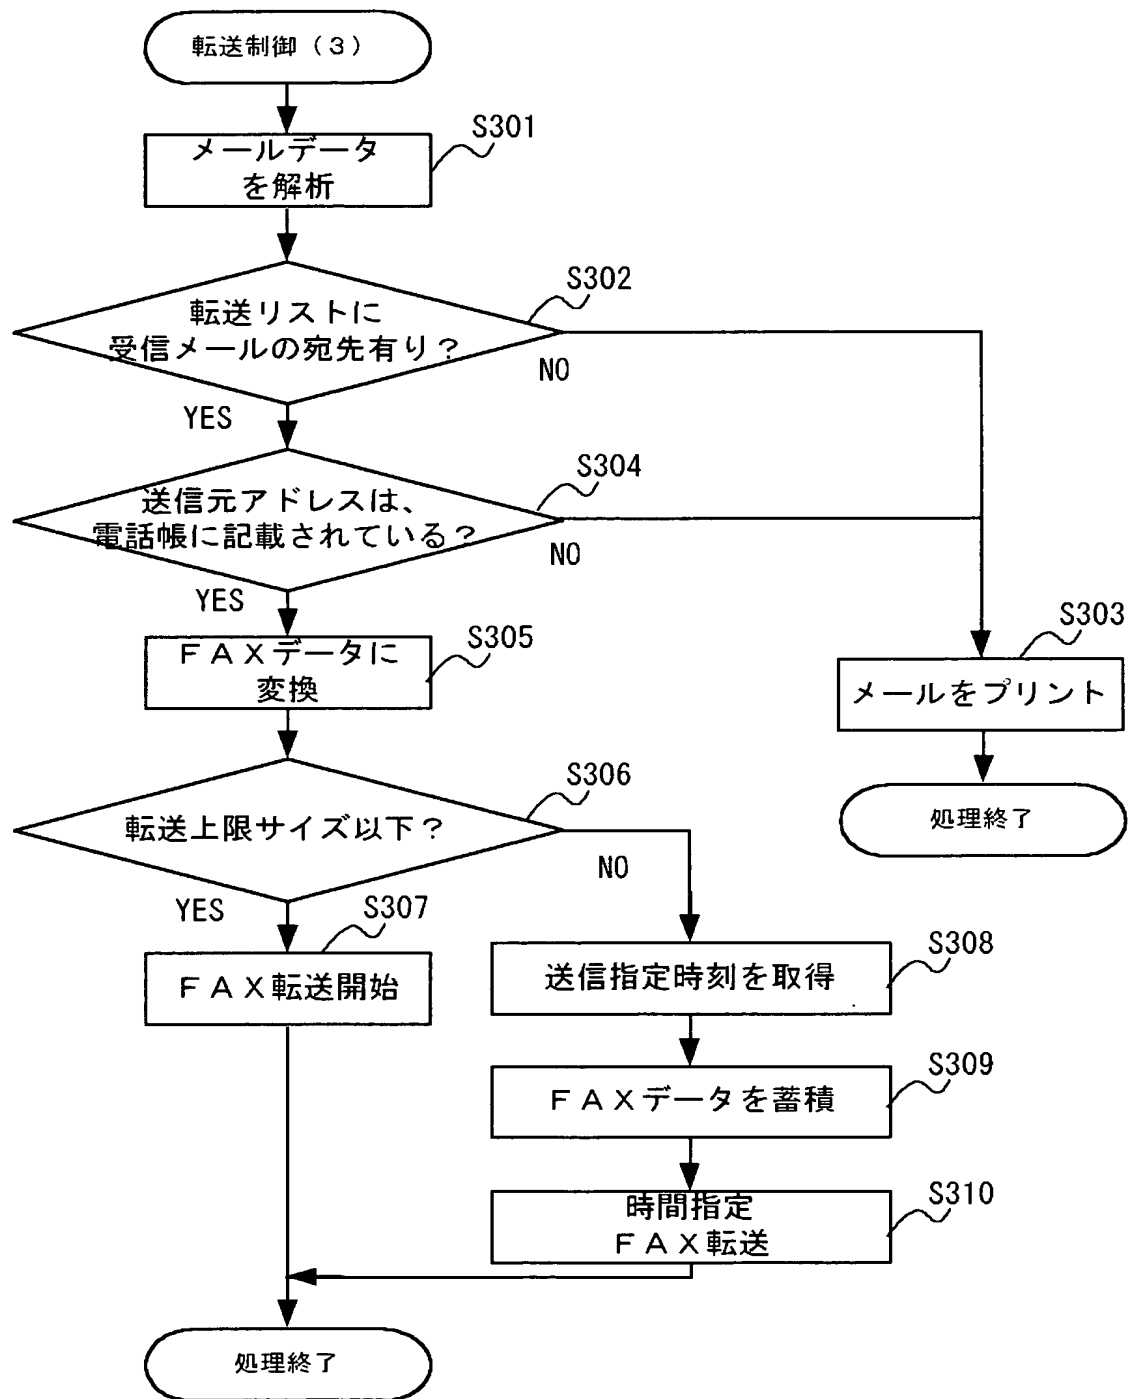 転送制御（３）
S301
メールデータ
を解析
S302
転送リストに
受信メールの宛先有り？
NO
YES
S304
送信元アドレスは、
電話帳に記載されている？
NO
YES
S305
ＦＡＸデータに
変換
S303
メールをプリント
処理終了
S306
転送上限サイズ以下？
NO
YES
S307
ＦＡＸ転送開始
S308
送信指定時刻を取得
S309
ＦＡＸデータを蓄積
S310
時間指定
ＦＡＸ転送
処理終了